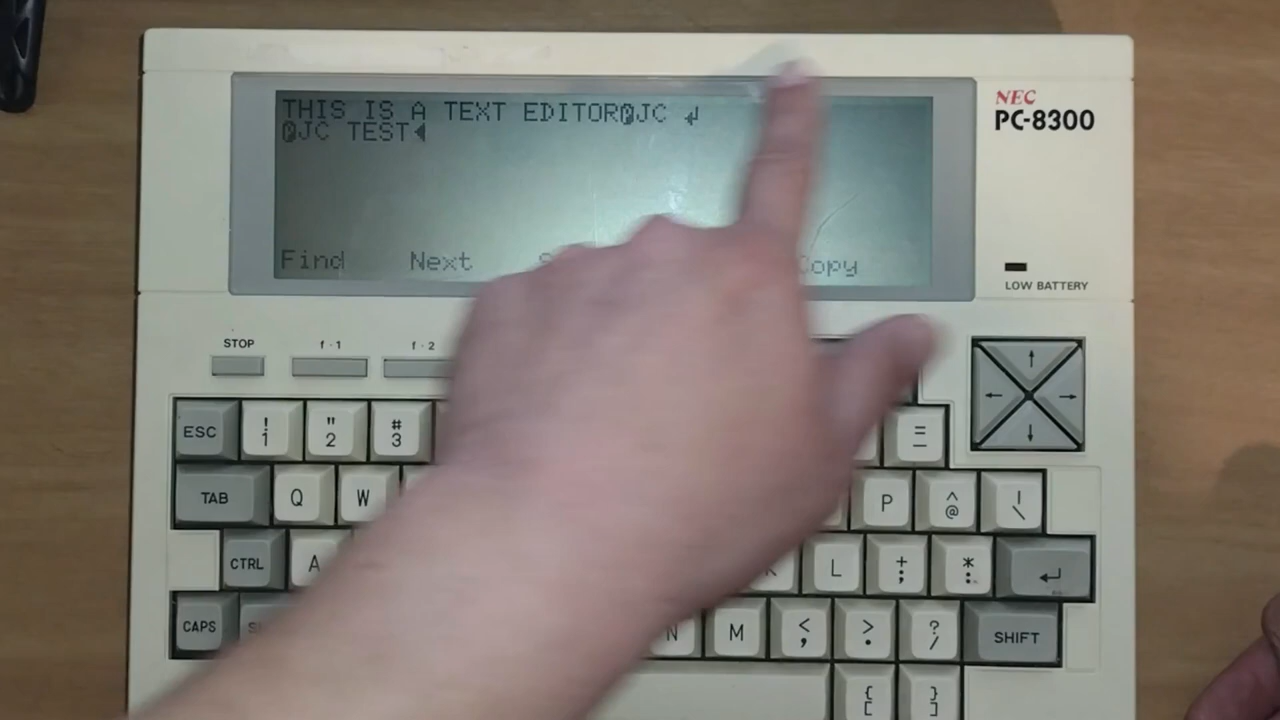 THIS IS A TEXT EDITOR@JC ↲
@JC TEST◄
Find Next Copy
NEC
PC-8300
LOW BATTERY
STOP f·1 f·2
ESC ! 1 " 2 # 3 = -
TAB Q W P ^ @ | \
CTRL A K L + ; * : ↵
CAPS N M < , > . ? / SHIFT
{ [ } ]